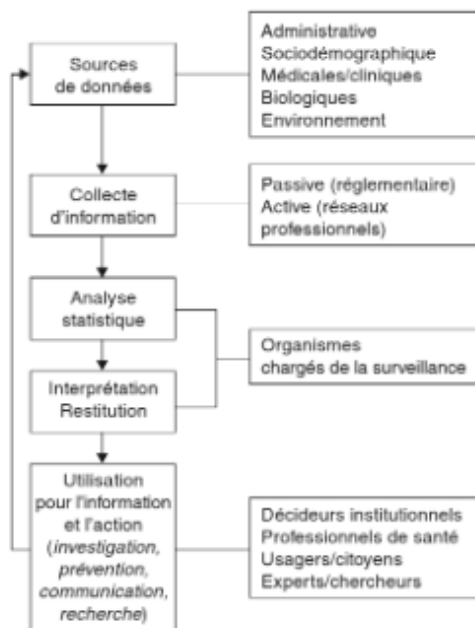 Sources
de données
Administrative
Sociodémographique
Médicales/cliniques
Biologiques
Environnement
Collecte
d'information
Passive (réglementaire)
Active (réseaux
professionnels)
Analyse
statistique
Interprétation
Restitution
Organismes
chargés de la surveillance
Utilisation
pour l'information
et l'action
(investigation,
prévention,
communication,
recherche)
Décideurs institutionnels
Professionnels de santé
Usagers/citoyens
Experts/chercheurs